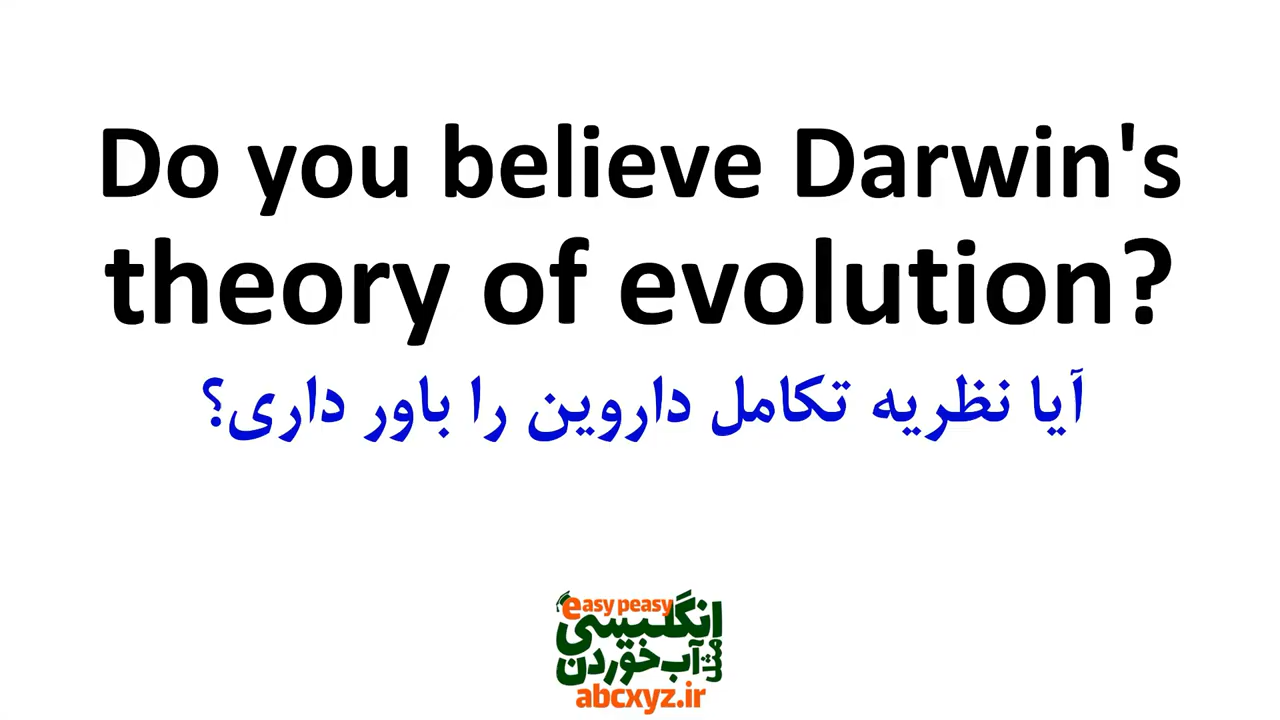 Do you believe Darwin's
theory of evolution?
آیا نظریه تکامل داروین را باور داری؟
easy peasy
انگلیسی
مثل آب خوردن
abcxyz.ir